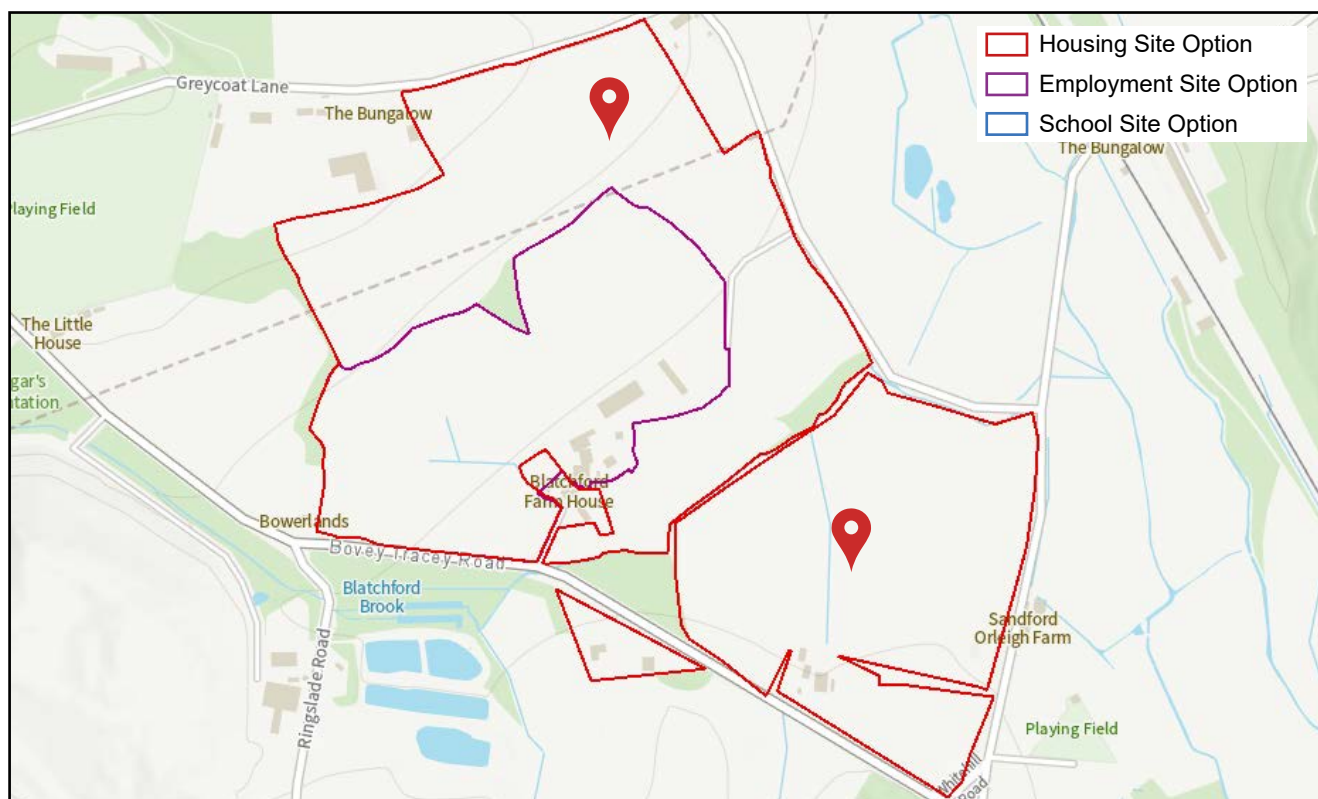 Housing Site Option
Employment Site Option
School Site Option
Greycoat Lane
The Bungalow
The Bungalow
Playing Field
The Little
House
Blatchford
Farm House
Bowerlands
Bovey Tracey Road
Blatchford
Brook
Ringslade Road
Sandford
Orleigh Farm
Playing Field
Whitehill
Road